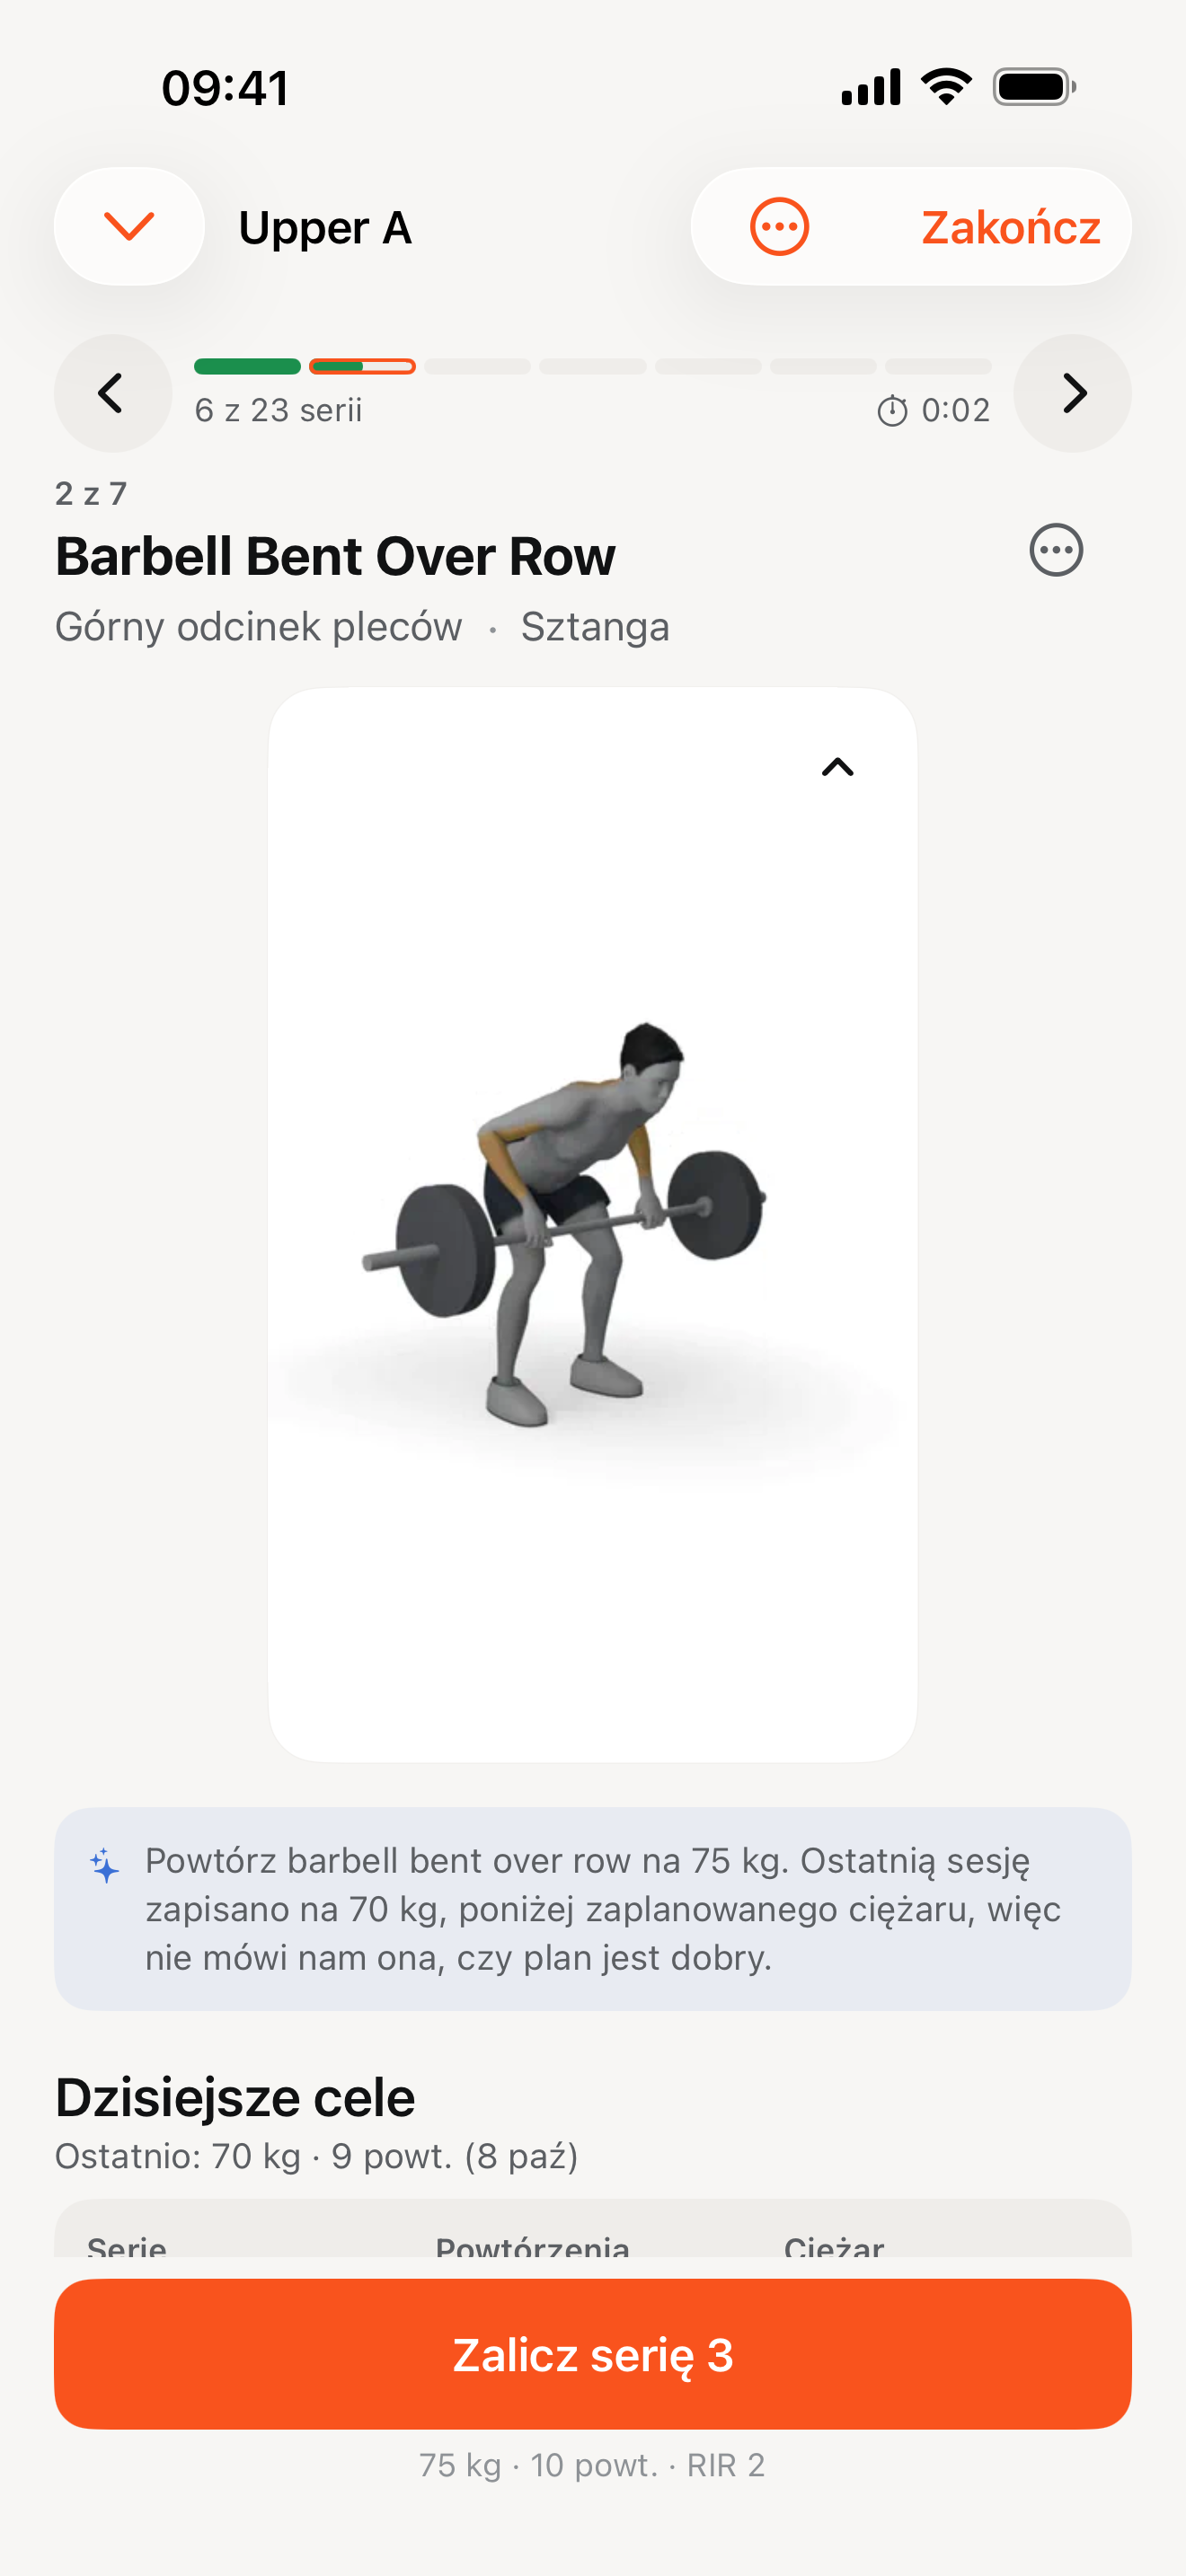 09:41
Upper A
Zakończ
6 z 23 serii
0:02
2 z 7
Barbell Bent Over Row
Górny odcinek pleców · Sztanga
Powtórz barbell bent over row na 75 kg. Ostatnią sesję
zapisano na 70 kg, poniżej zaplanowanego ciężaru, więc
nie mówi nam ona, czy plan jest dobry.
Dzisiejsze cele
Ostatnio: 70 kg · 9 powt. (8 paź)
Serie Powtórzenia Ciężar
Zalicz serię 3
75 kg · 10 powt. · RIR 2